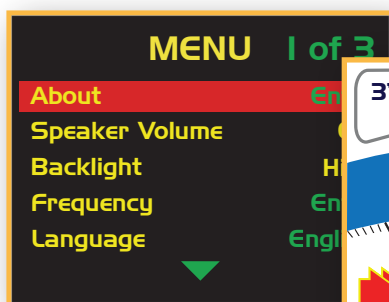 MENU 1 of 3
About
Speaker Volume
Backlight
Frequency
Language